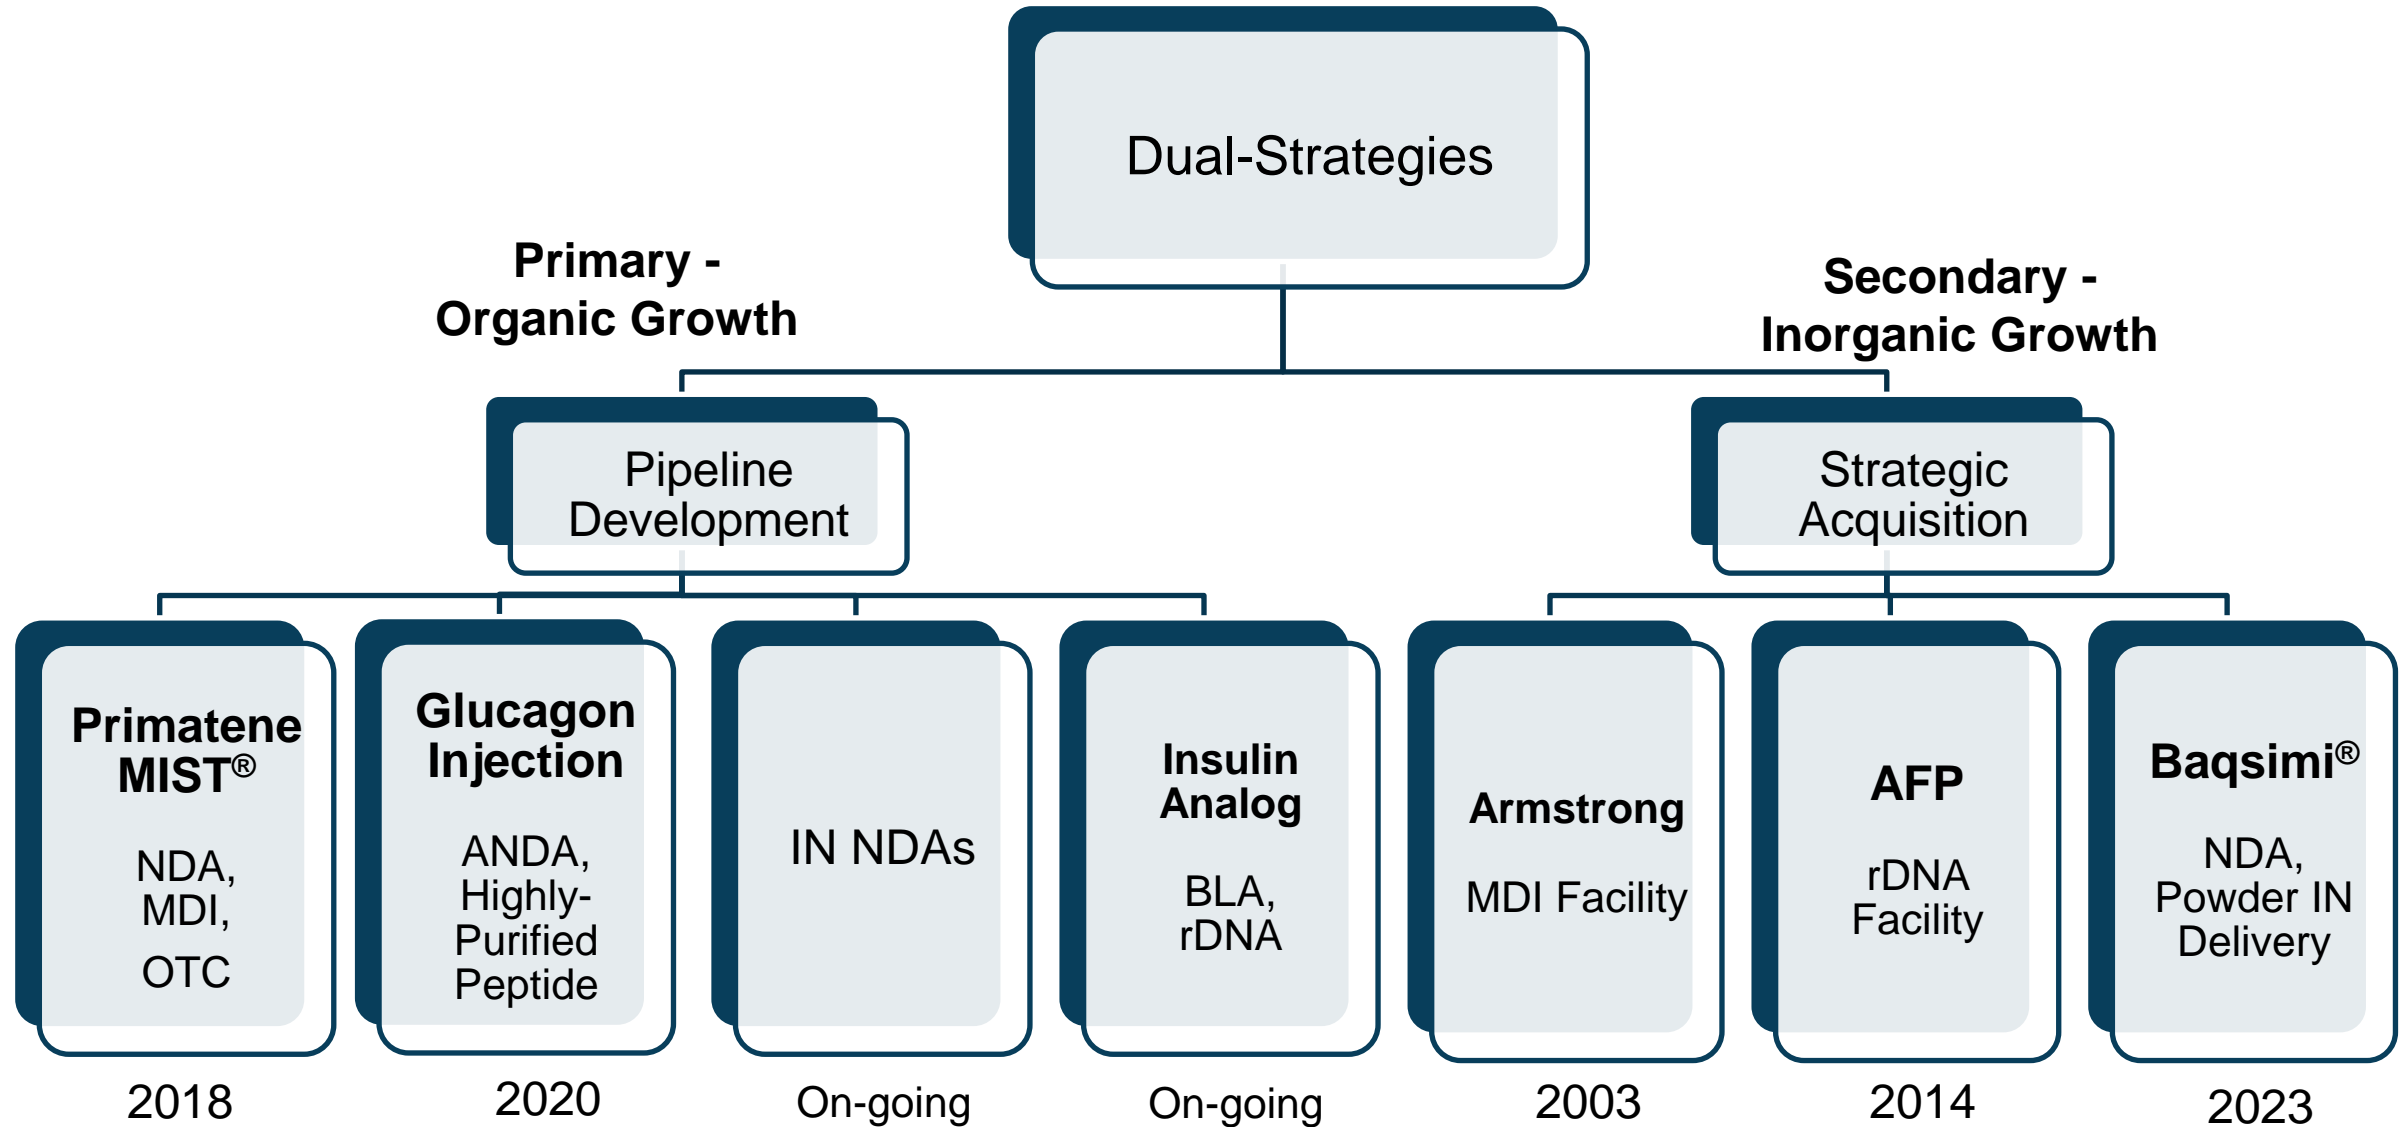 Dual-Strategies
Primary -
Organic Growth
Secondary -
Inorganic Growth
Pipeline
Development
Strategic
Acquisition
Primatene
MIST®
NDA,
MDI,
OTC
2018
Glucagon
Injection
ANDA,
Highly-
Purified
Peptide
2020
IN NDAs
On-going
Insulin
Analog
BLA,
rDNA
On-going
Armstrong
MDI Facility
2003
AFP
rDNA
Facility
2014
Baqsimi®
NDA,
Powder IN
Delivery
2023